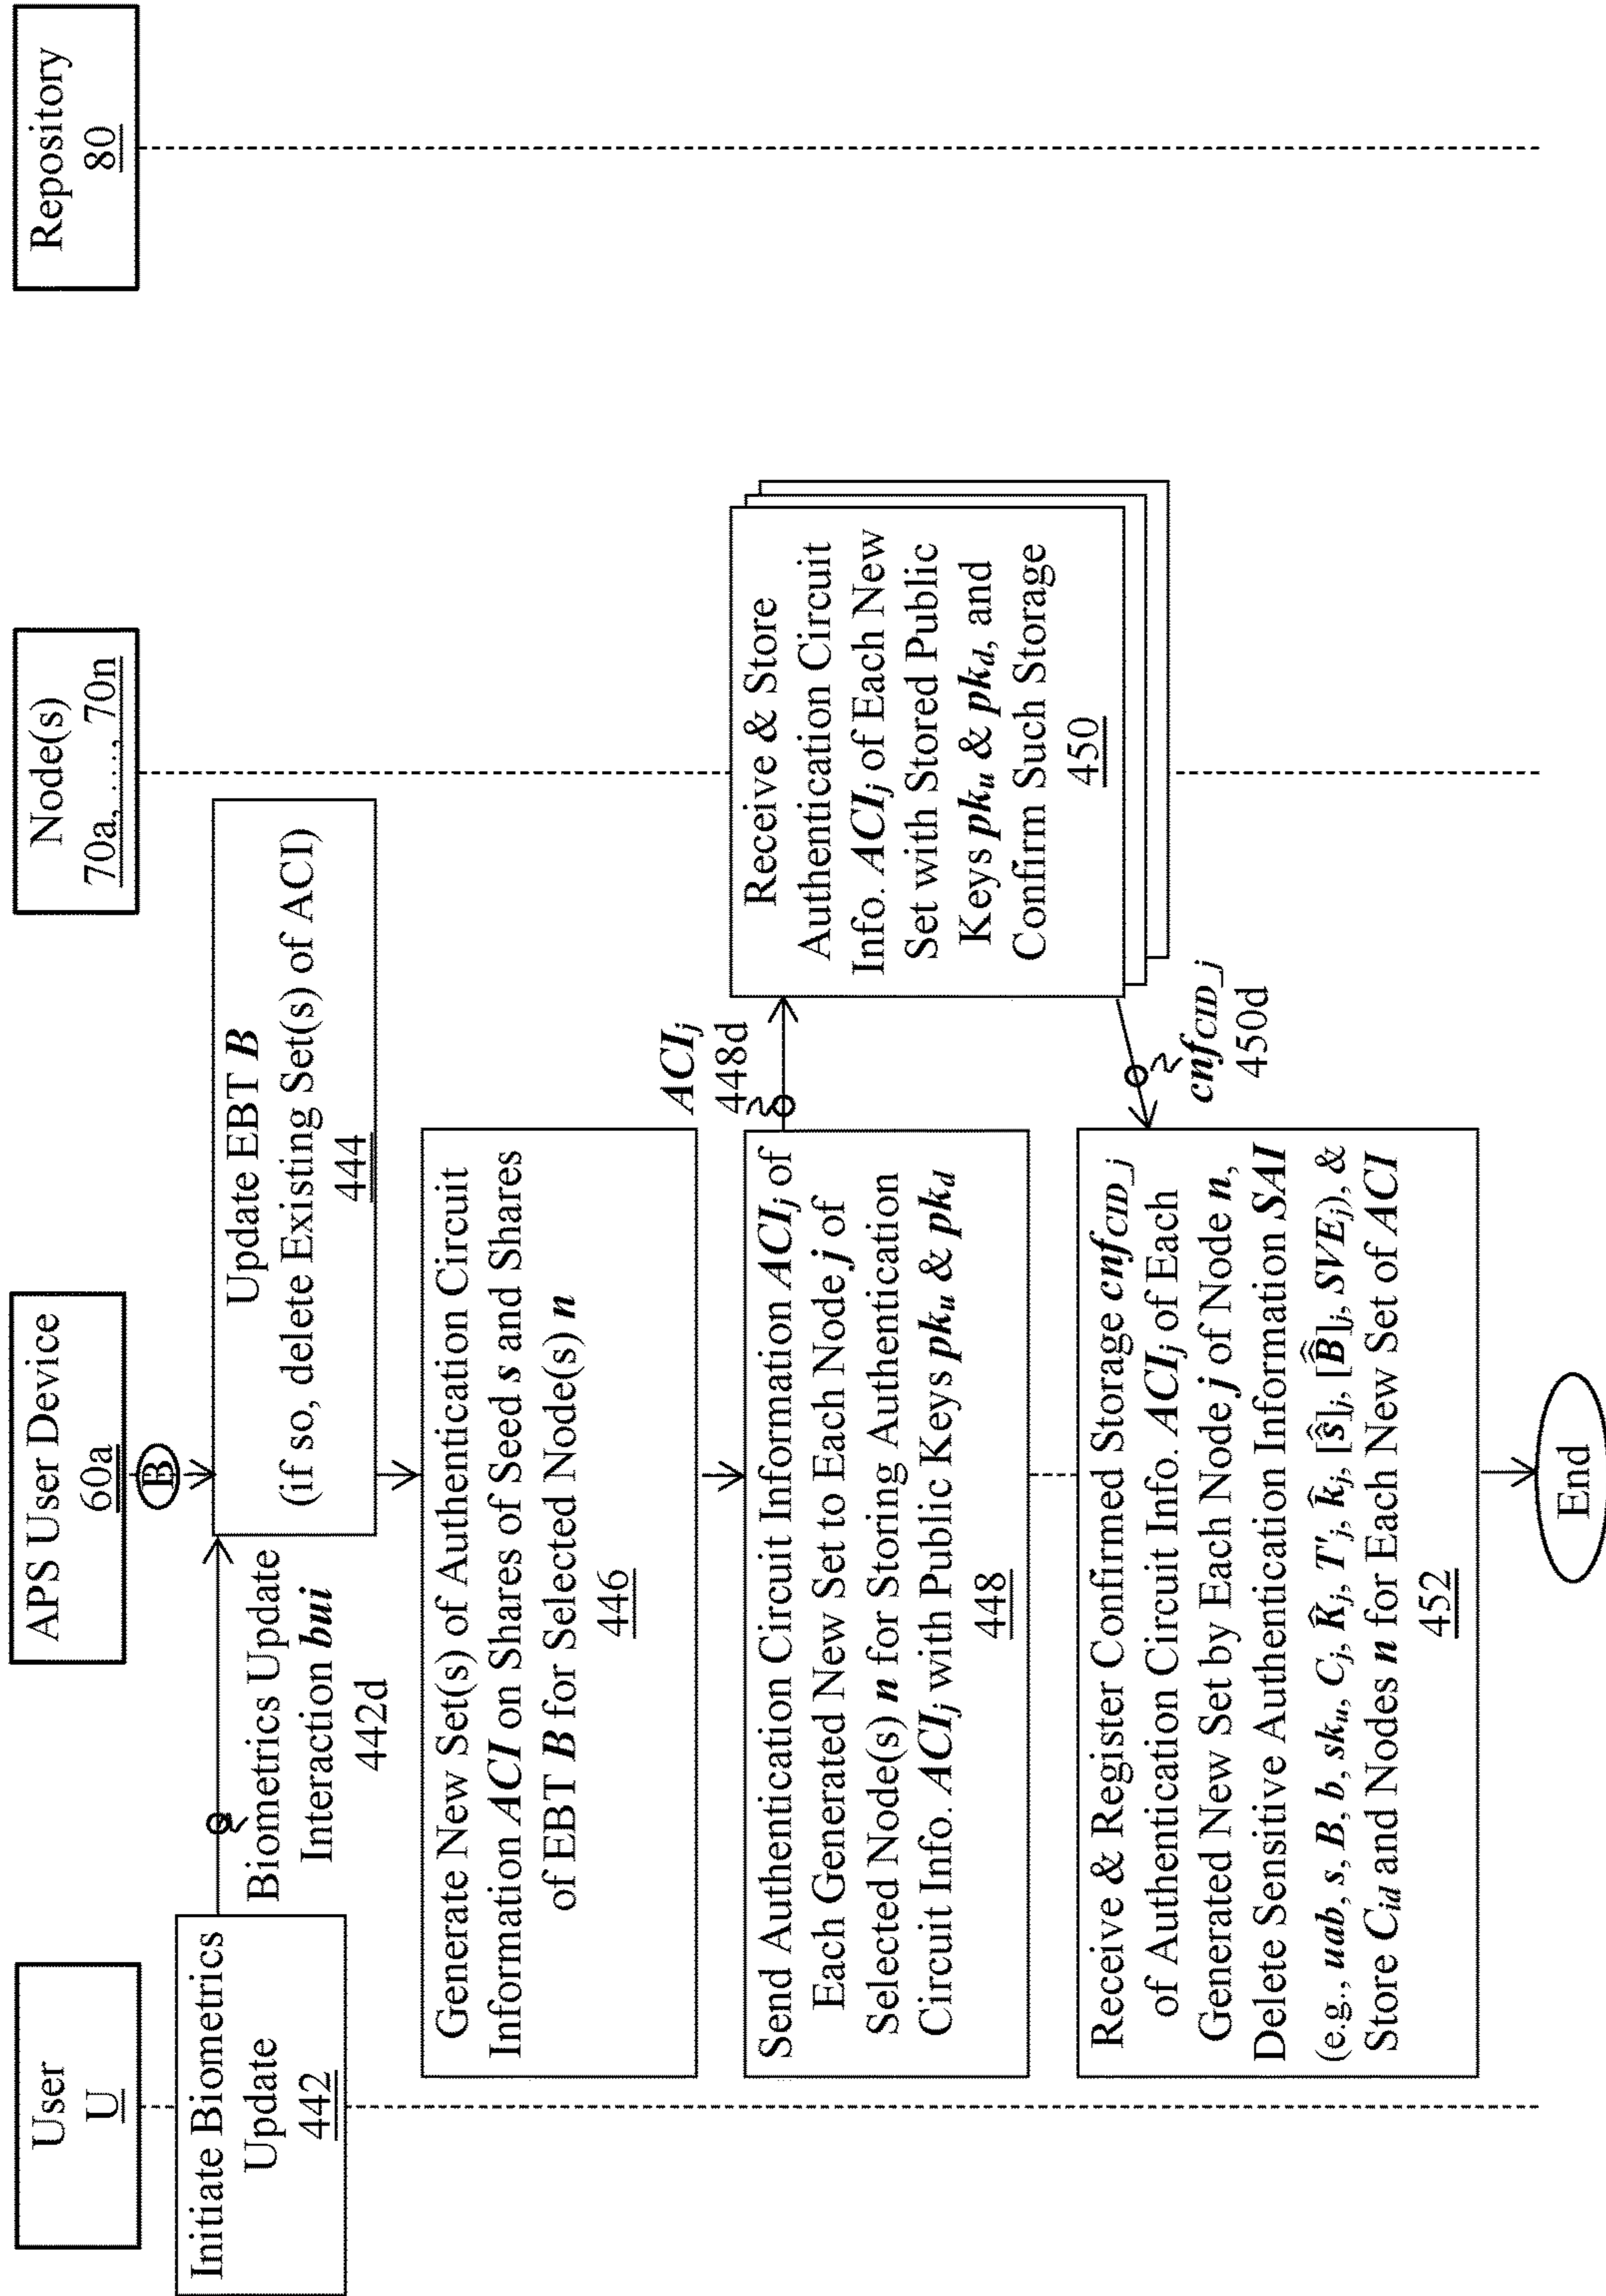 User
U
APS User Device
60a
Node(s)
70a, ...., 70n
Repository
80
B
Initiate Biometrics
Update
442
Biometrics Update
Interaction bui
442d
Update EBT B
(if so, delete Existing Set(s) of ACI)
444
Generate New Set(s) of Authentication Circuit
Information ACI on Shares of Seed s and Shares
of EBT B for Selected Node(s) n
446
Send Authentication Circuit Information ACIj of
Each Generated New Set to Each Node j of
Selected Node(s) n for Storing Authentication
Circuit Info. ACIj with Public Keys pku & pkd
448
ACIj
448d
Receive & Store
Authentication Circuit
Info. ACIj of Each New
Set with Stored Public
Keys pku & pkd, and
Confirm Such Storage
450
cnfCID_j
450d
Receive & Register Confirmed Storage cnfCID_j
of Authentication Circuit Info. ACIj of Each
Generated New Set by Each Node j of Node n,
Delete Sensitive Authentication Information SAI
(e.g., uab, s, B, b, sku, Cj, K̂j, T'j, k̂j, [ŝ]j, [B̂]j, SVEj), &
Store Cid and Nodes n for Each New Set of ACI
452
End